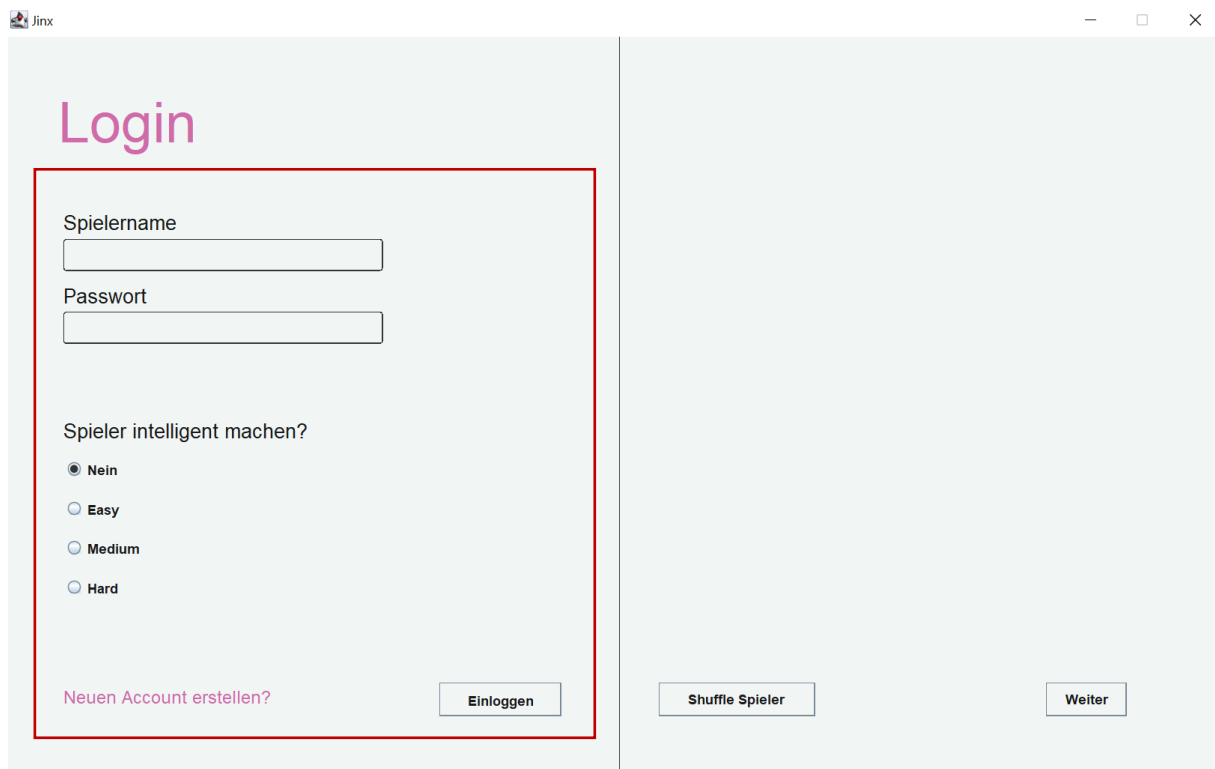 Jinx
Login
Spielername
Passwort
Spieler intelligent machen?
Nein
Easy
Medium
Hard
Neuen Account erstellen?
Einloggen
Shuffle Spieler
Weiter